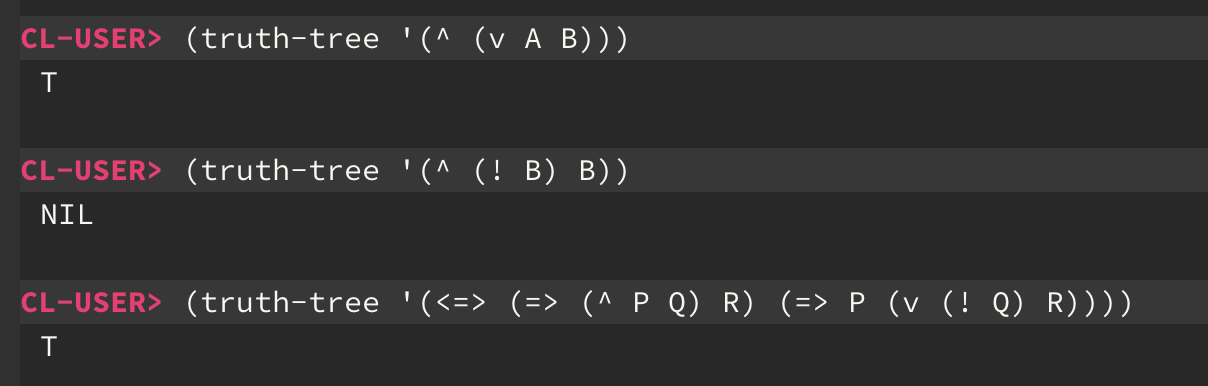 CL-USER> (truth-tree '(^ (v A B)))
T
CL-USER> (truth-tree '(^ (! B) B))
NIL
CL-USER> (truth-tree '(<=> (=> (^ P Q) R) (=> P (v (! Q) R))))
T